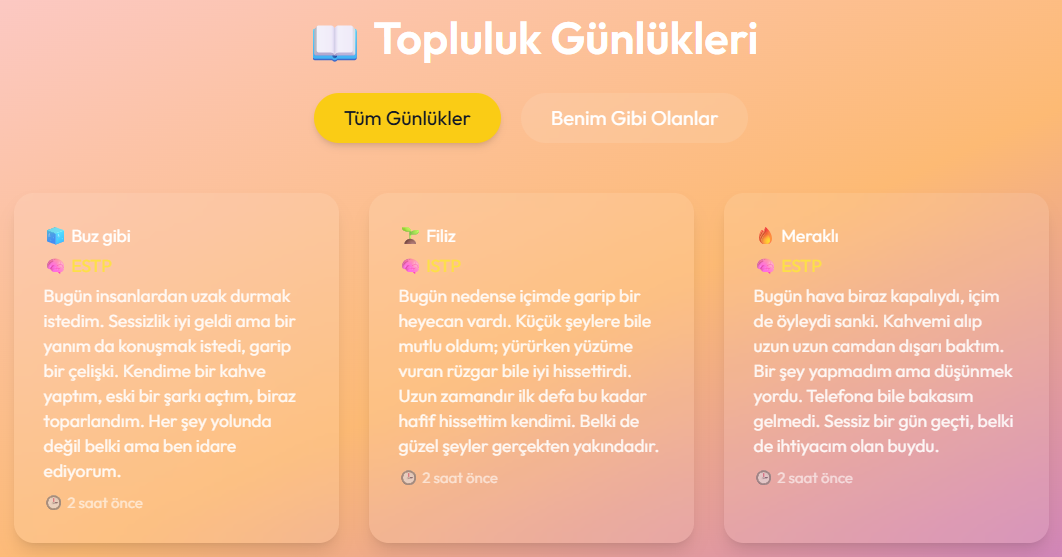 Topluluk Günlükleri
Tüm Günlükler
Benim Gibi Olanlar
Buz gibi
ESTP
Bugün insanlardan uzak durmak
istedim. Sessizlik iyi geldi ama bir
yanım da konuşmak istedi, garip
bir çelişki. Kendime bir kahve
yaptım, eski bir şarkı açtım, biraz
toparlandım. Her şey yolunda
değil belki ama ben idare
ediyorum.
2 saat önce
Filiz
ISTP
Bugün nedense içimde garip bir
heyecan vardı. Küçük şeylere bile
mutlu oldum; yürürken yüzüme
vuran rüzgar bile iyi hissettirdi.
Uzun zamandır ilk defa bu kadar
hafif hissettim kendimi. Belki de
güzel şeyler gerçekten yakındadır.
2 saat önce
Meraklı
ESTP
Bugün hava biraz kapalıydı, içim
de öyleydi sanki. Kahvemi alıp
uzun uzun camdan dışarı baktım.
Bir şey yapmadım ama düşünmek
yordu. Telefona bile bakasım
gelmedi. Sessiz bir gün geçti, belki
de ihtiyacım olan buydu.
2 saat önce